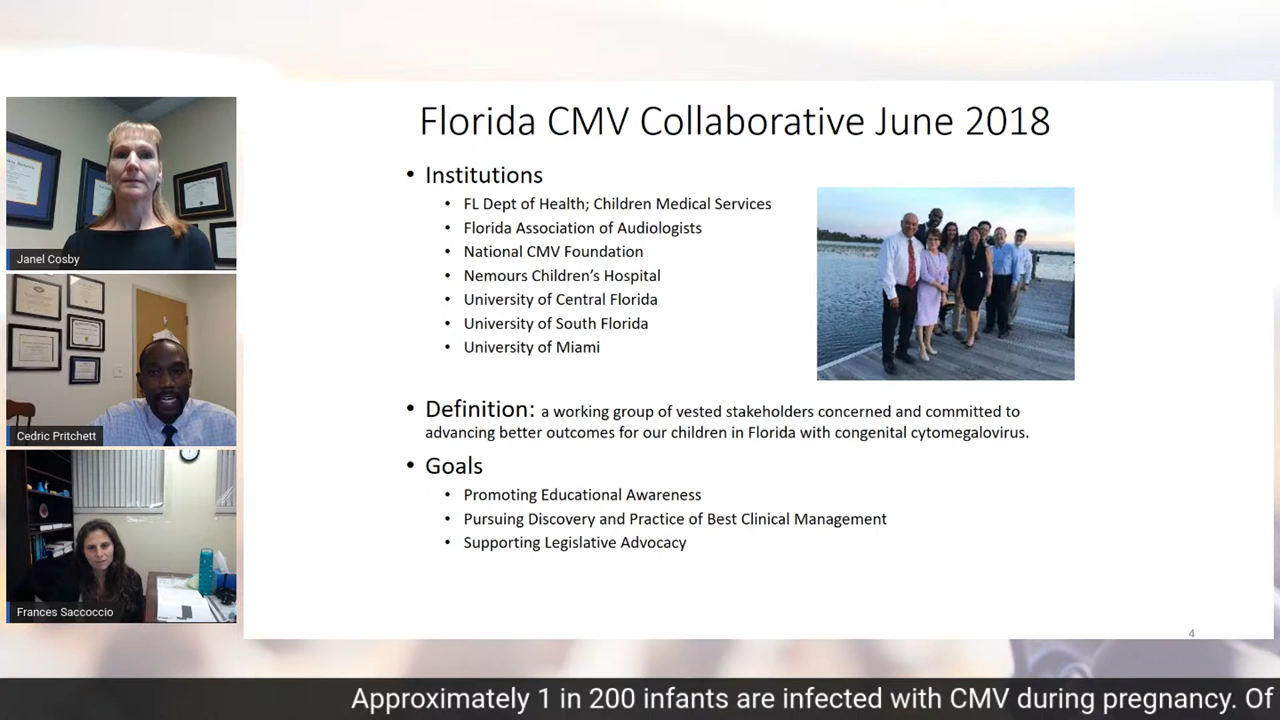 Florida CMV Collaborative June 2018
• Institutions
• FL Dept of Health; Children Medical Services
• Florida Association of Audiologists
• National CMV Foundation
• Nemours Children's Hospital
• University of Central Florida
• University of South Florida
• University of Miami
• Definition: a working group of vested stakeholders concerned and committed to
advancing better outcomes for our children in Florida with congenital cytomegalovirus.
• Goals
• Promoting Educational Awareness
• Pursuing Discovery and Practice of Best Clinical Management
• Supporting Legislative Advocacy
4
Janel Cosby
Cedric Pritchett
Frances Saccoccio
Approximately 1 in 200 infants are infected with CMV during pregnancy. Of